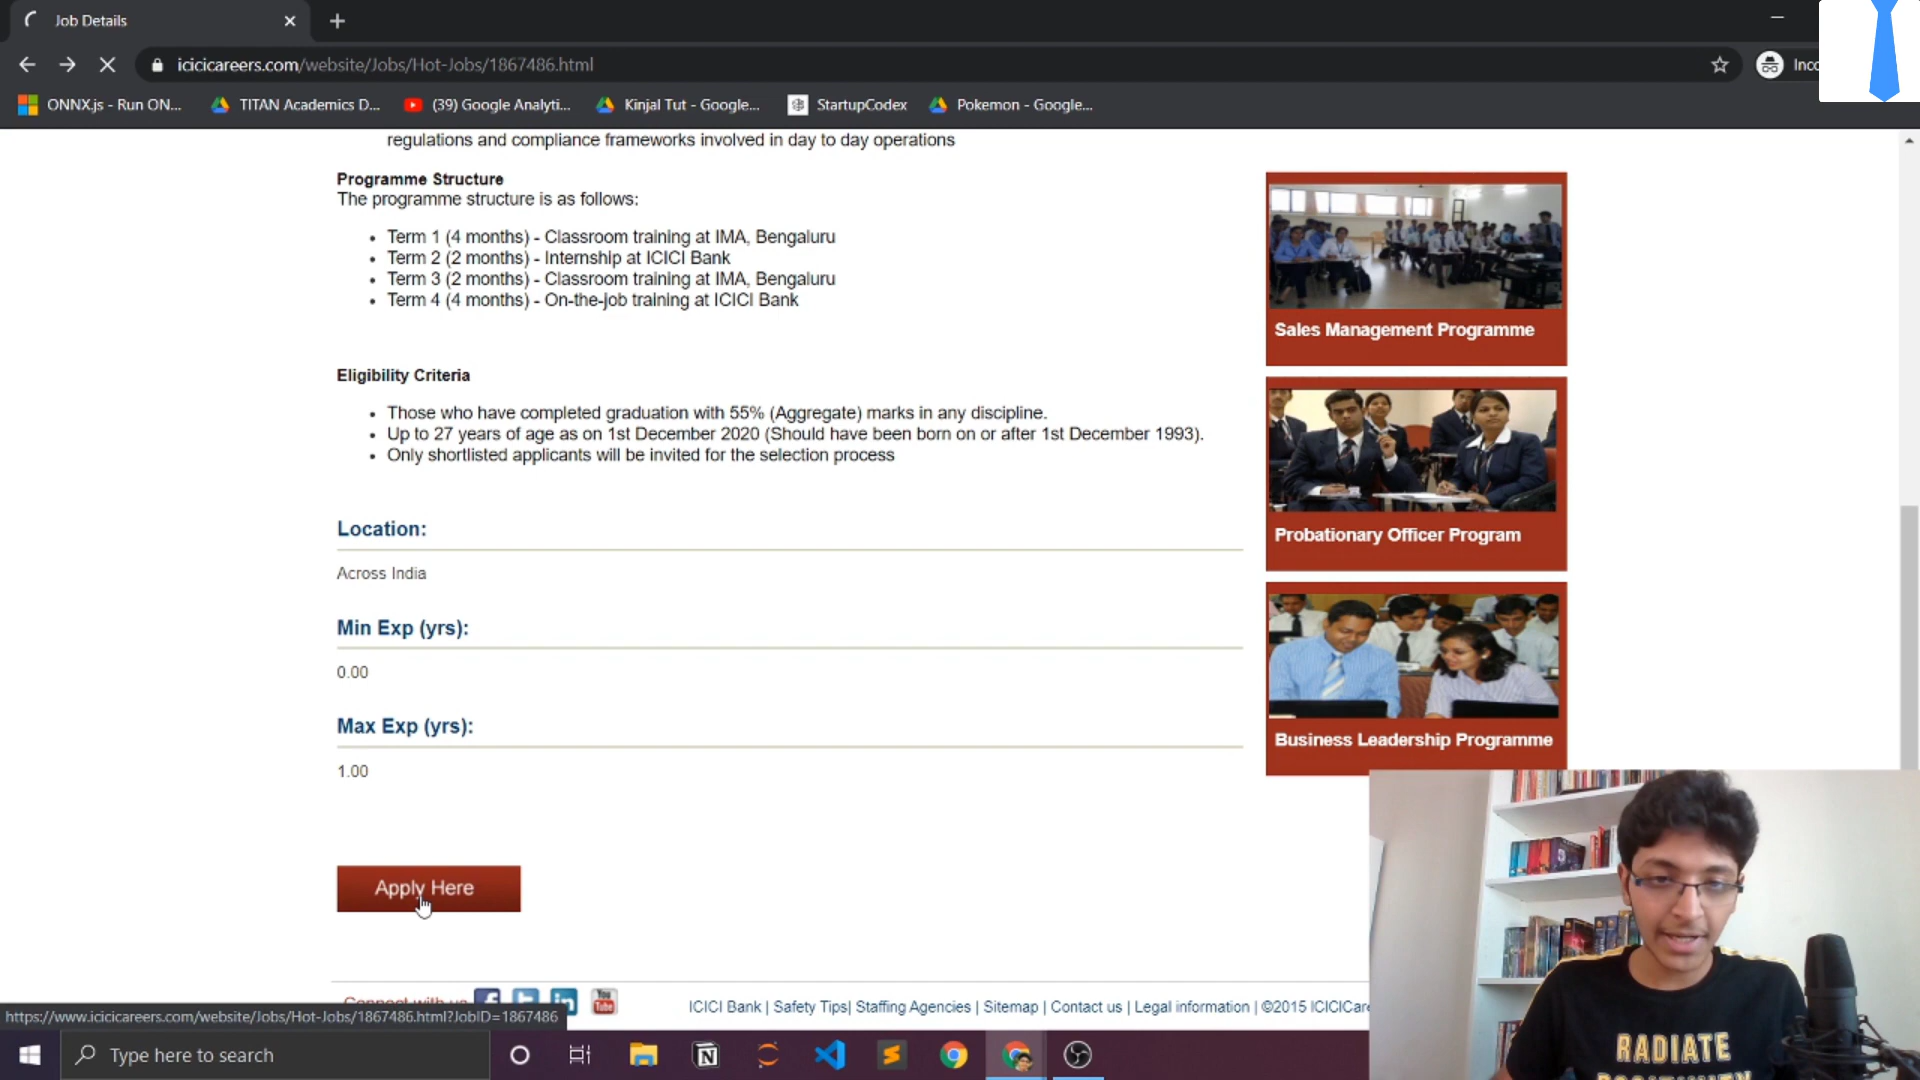 Job Details
icicicareers.com/website/Jobs/Hot-Jobs/1867486.html
ONNX.js - Run ON...
TITAN Academics D...
(39) Google Analyti...
Kinjal Tut - Google...
StartupCodex
Pokemon - Google...
regulations and compliance frameworks involved in day to day operations
Programme Structure
The programme structure is as follows:
Term 1 (4 months) - Classroom training at IMA, Bengaluru
Term 2 (2 months) - Internship at ICICI Bank
Term 3 (2 months) - Classroom training at IMA, Bengaluru
Term 4 (4 months) - On-the-job training at ICICI Bank
Eligibility Criteria
Those who have completed graduation with 55% (Aggregate) marks in any discipline.
Up to 27 years of age as on 1st December 2020 (Should have been born on or after 1st December 1993).
Only shortlisted applicants will be invited for the selection process
Location:
Across India
Min Exp (yrs):
0.00
Max Exp (yrs):
1.00
Apply Here
Sales Management Programme
Probationary Officer Program
Business Leadership Programme
Connect with us
You Tube
ICICI Bank | Safety Tips| Staffing Agencies | Sitemap | Contact us | Legal information | ©2015 ICICICare
https://www.icicicareers.com/website/Jobs/Hot-Jobs/1867486.html?JobID=1867486
Type here to search
RADIATE